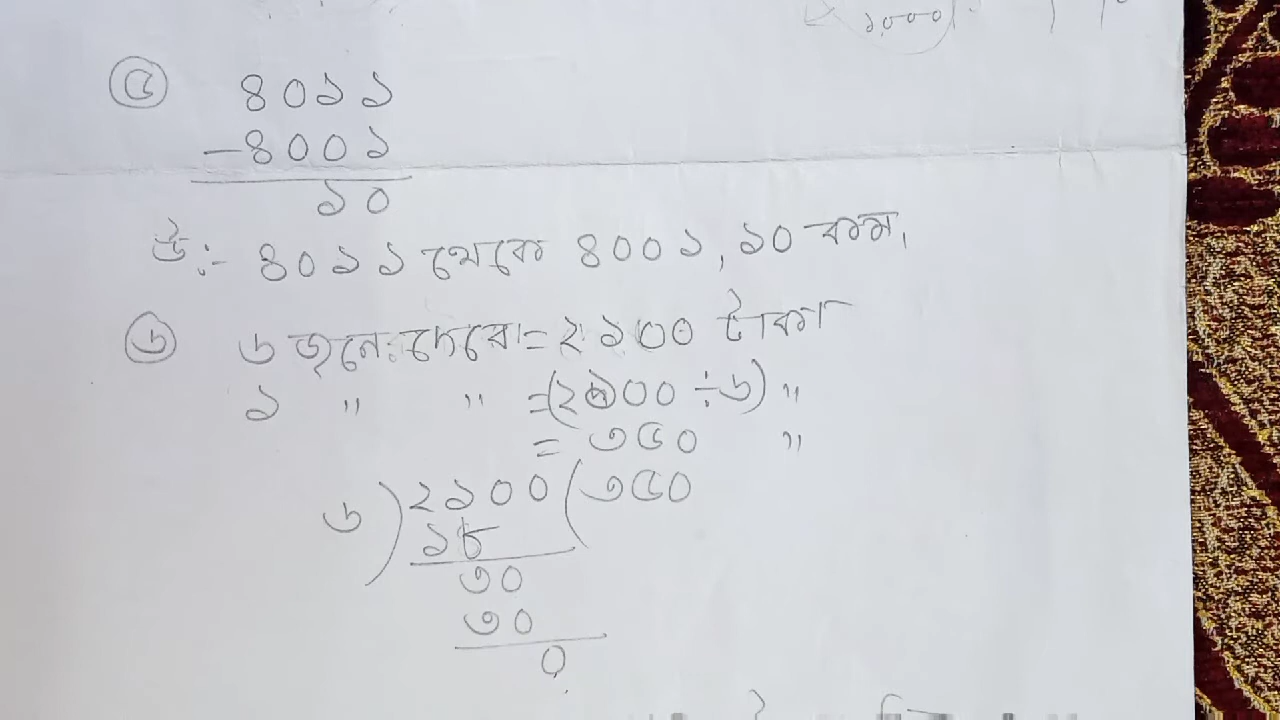 ১০০০
৫ ৪০১১
-৪০০১
১০
উঃ- ৪০১১ থেকে ৪০০১, ১০ কম।
৬ ৬ জনে দেবে = ২১০০ টাকা
১ " " = (২১০০ ÷ ৬) "
= ৩৫০ "
৬) ২১০০ (৩৫০
১৮
৩০
৩০
০